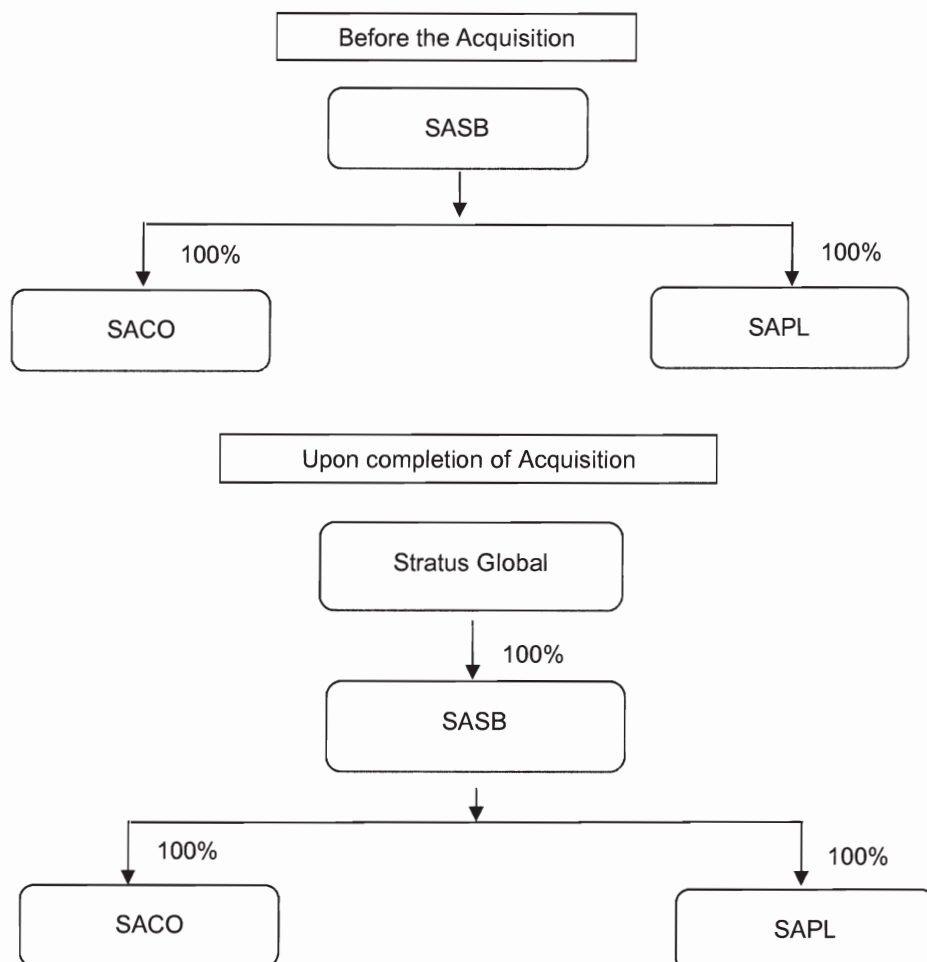 Before the Acquisition
SASB
100%
100%
SACO
SAPL
Upon completion of Acquisition
Stratus Global
100%
SASB
100%
100%
SACO
SAPL